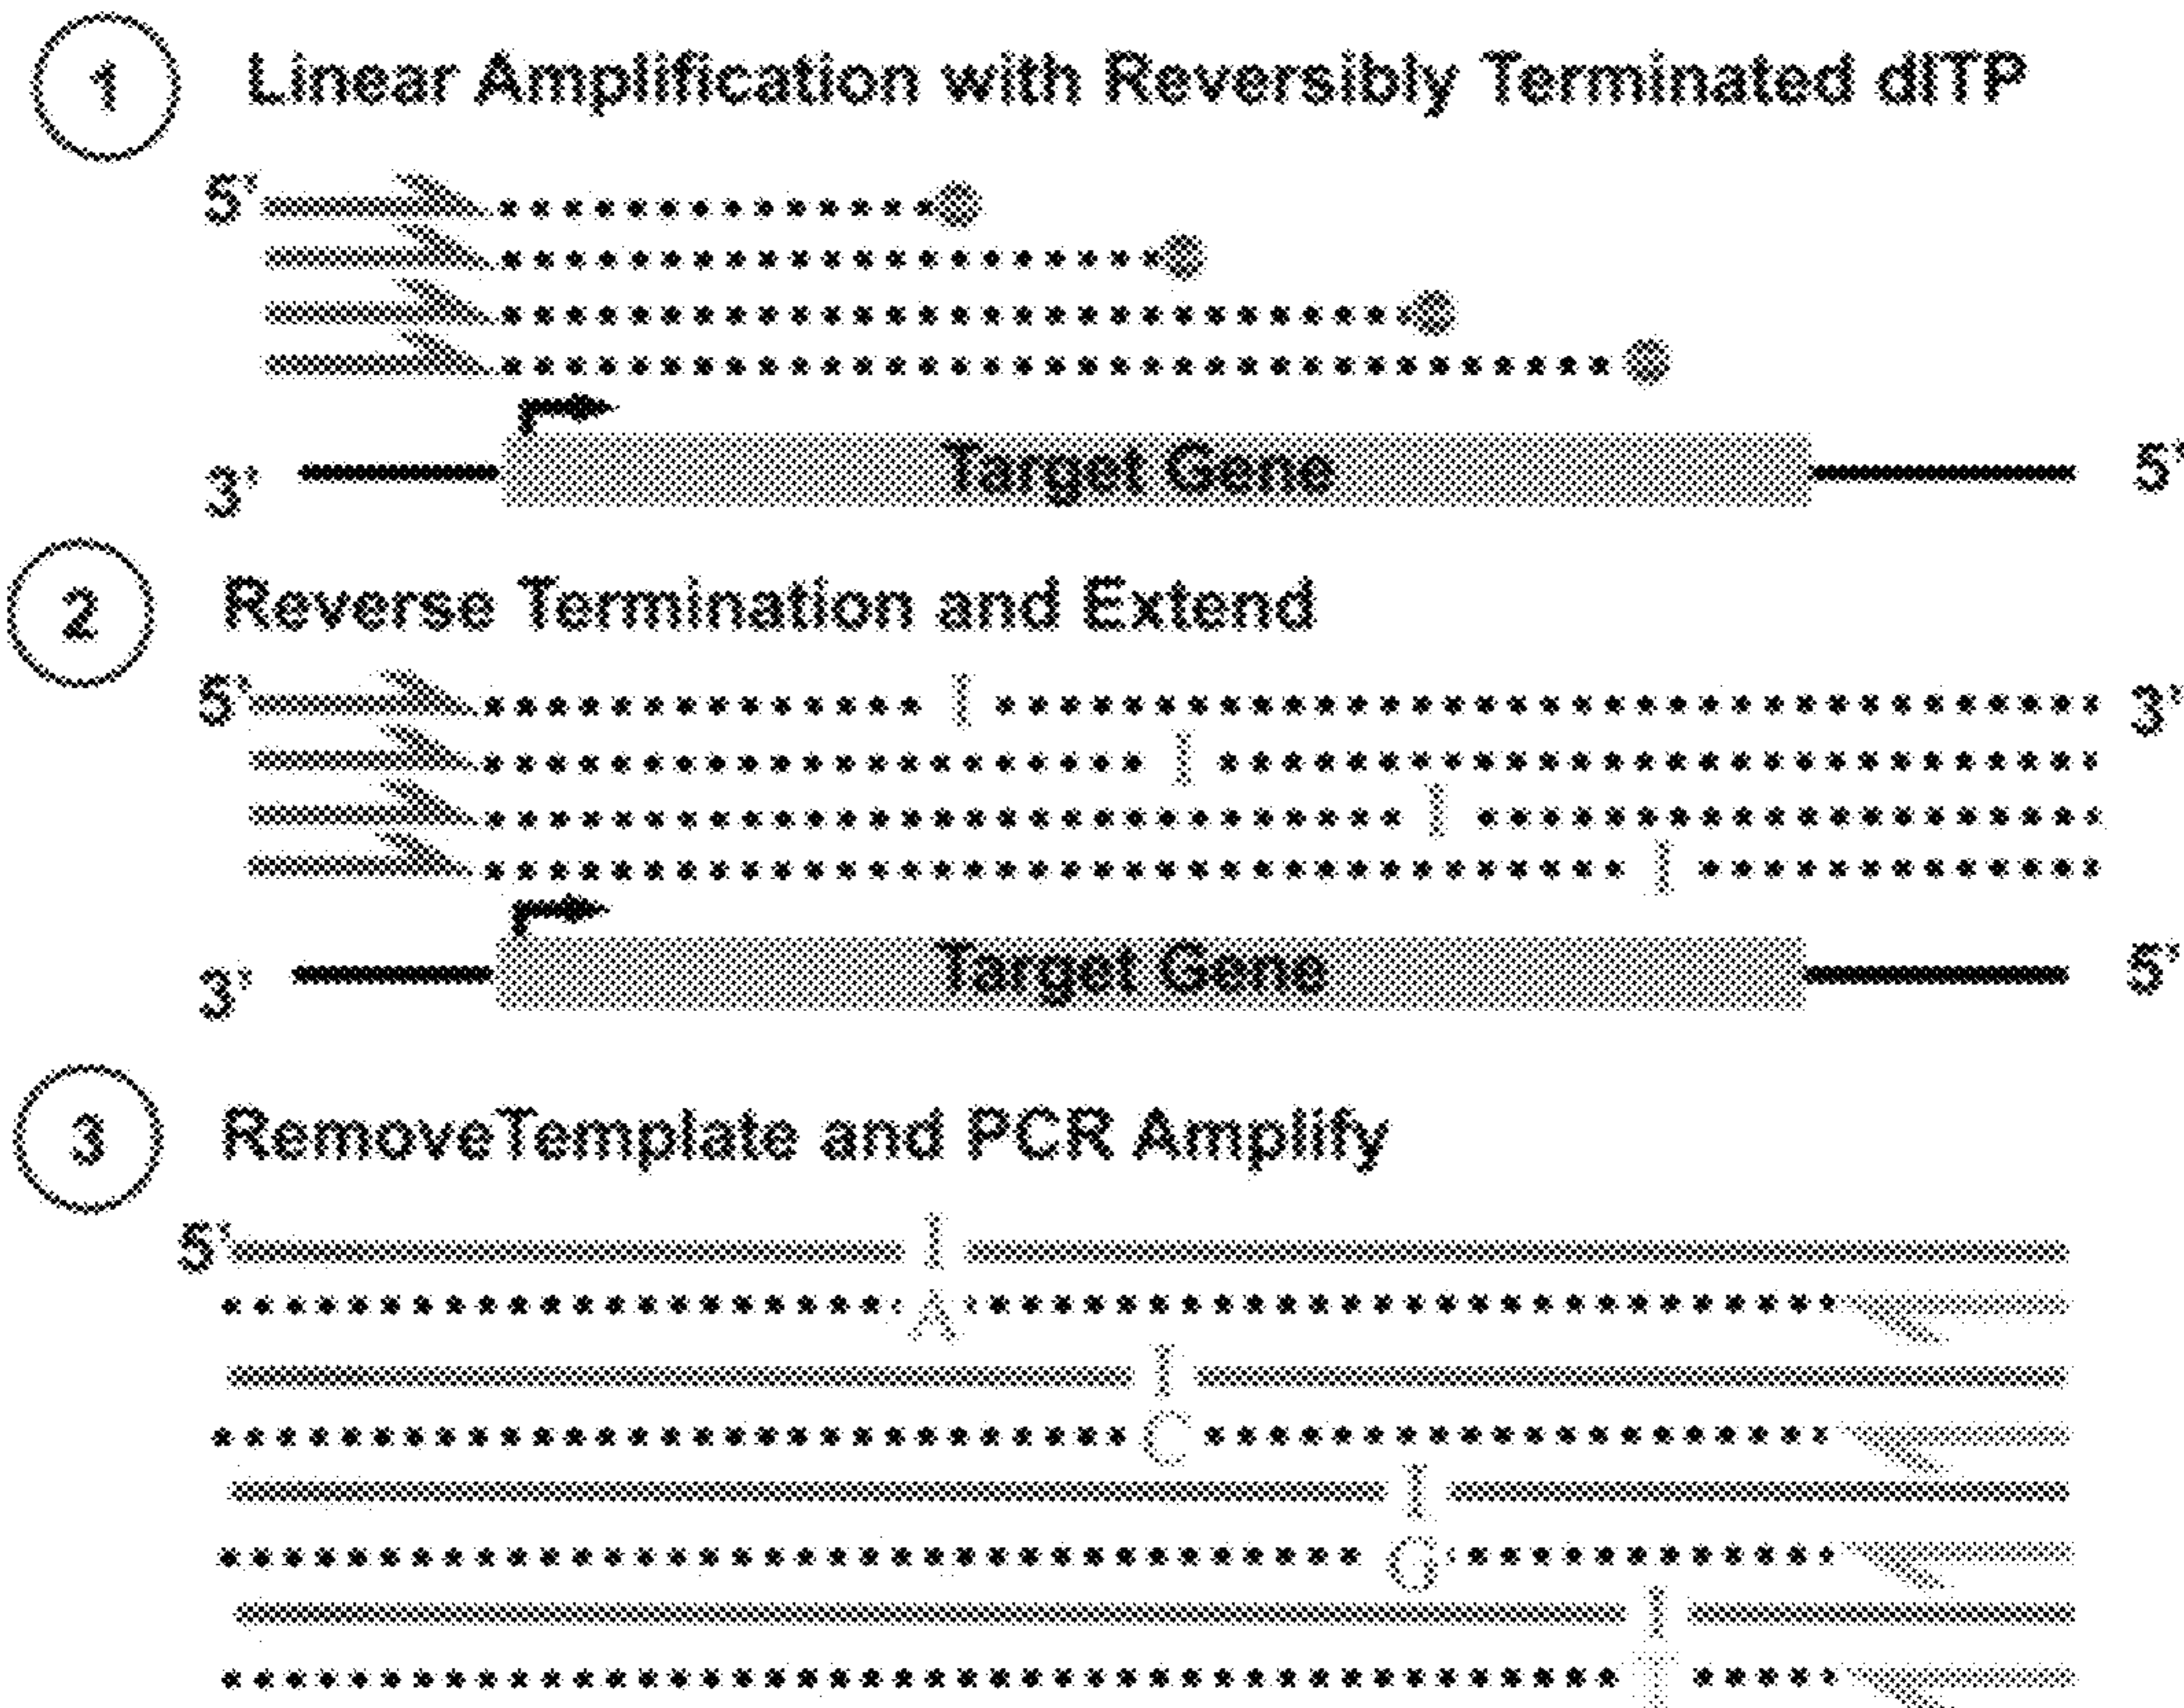 1 Linear Amplification with Reversibly Terminated dITP
5'
Target Gene
3' 5'
2 Reverse Termination and Extend
5' I 3'
I
I
I
Target Gene
3' 5'
3 RemoveTemplate and PCR Amplify
5' I
A
I
C
I
G
I
T